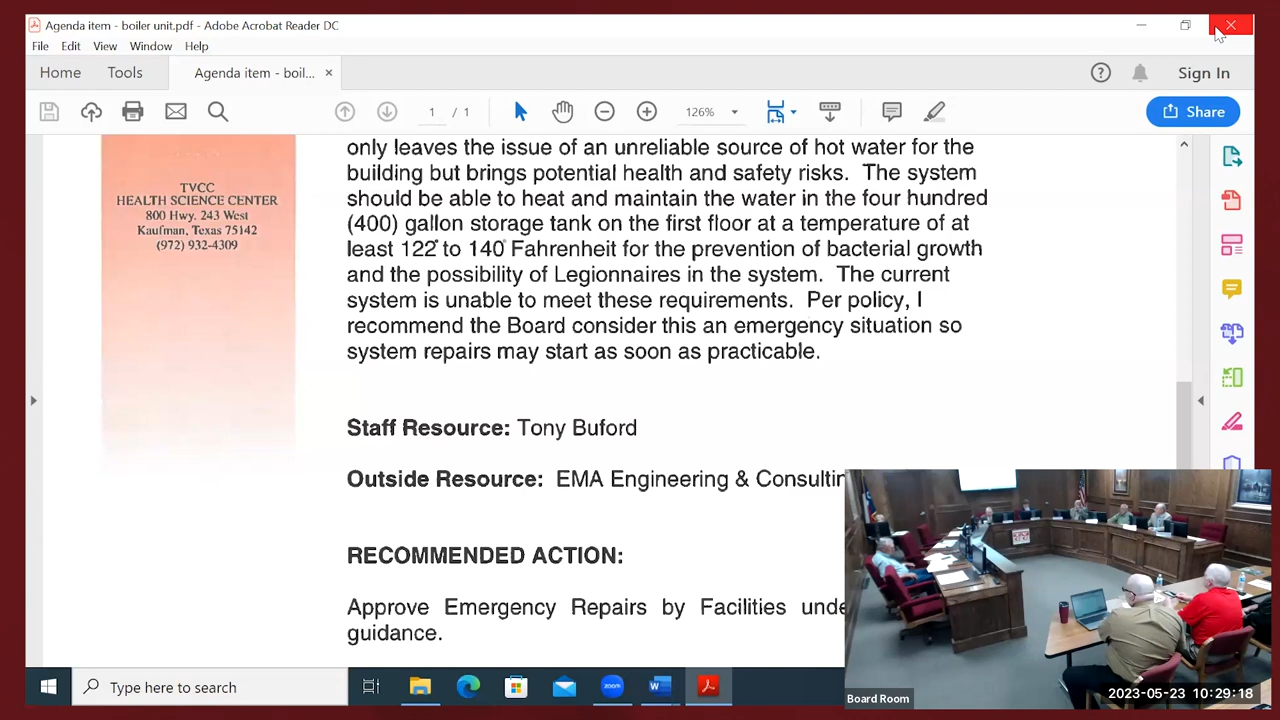 Agenda item - boiler unit.pdf - Adobe Acrobat Reader DC
File Edit View Window Help
Home Tools Agenda item - boil... × Sign In
1 / 1 126% Share
only leaves the issue of an unreliable source of hot water for the
building but brings potential health and safety risks. The system
should be able to heat and maintain the water in the four hundred
(400) gallon storage tank on the first floor at a temperature of at
least 122° to 140° Fahrenheit for the prevention of bacterial growth
and the possibility of Legionnaires in the system. The current
system is unable to meet these requirements. Per policy, I
recommend the Board consider this an emergency situation so
system repairs may start as soon as practicable.
TVCC
HEALTH SCIENCE CENTER
800 Hwy. 243 West
Kaufman, Texas 75142
(972) 932-4309
Staff Resource: Tony Buford
Outside Resource: EMA Engineering & Consultin
RECOMMENDED ACTION:
Approve Emergency Repairs by Facilities unde
guidance.
Board Room
2023-05-23 10:29:18
Type here to search
zoom